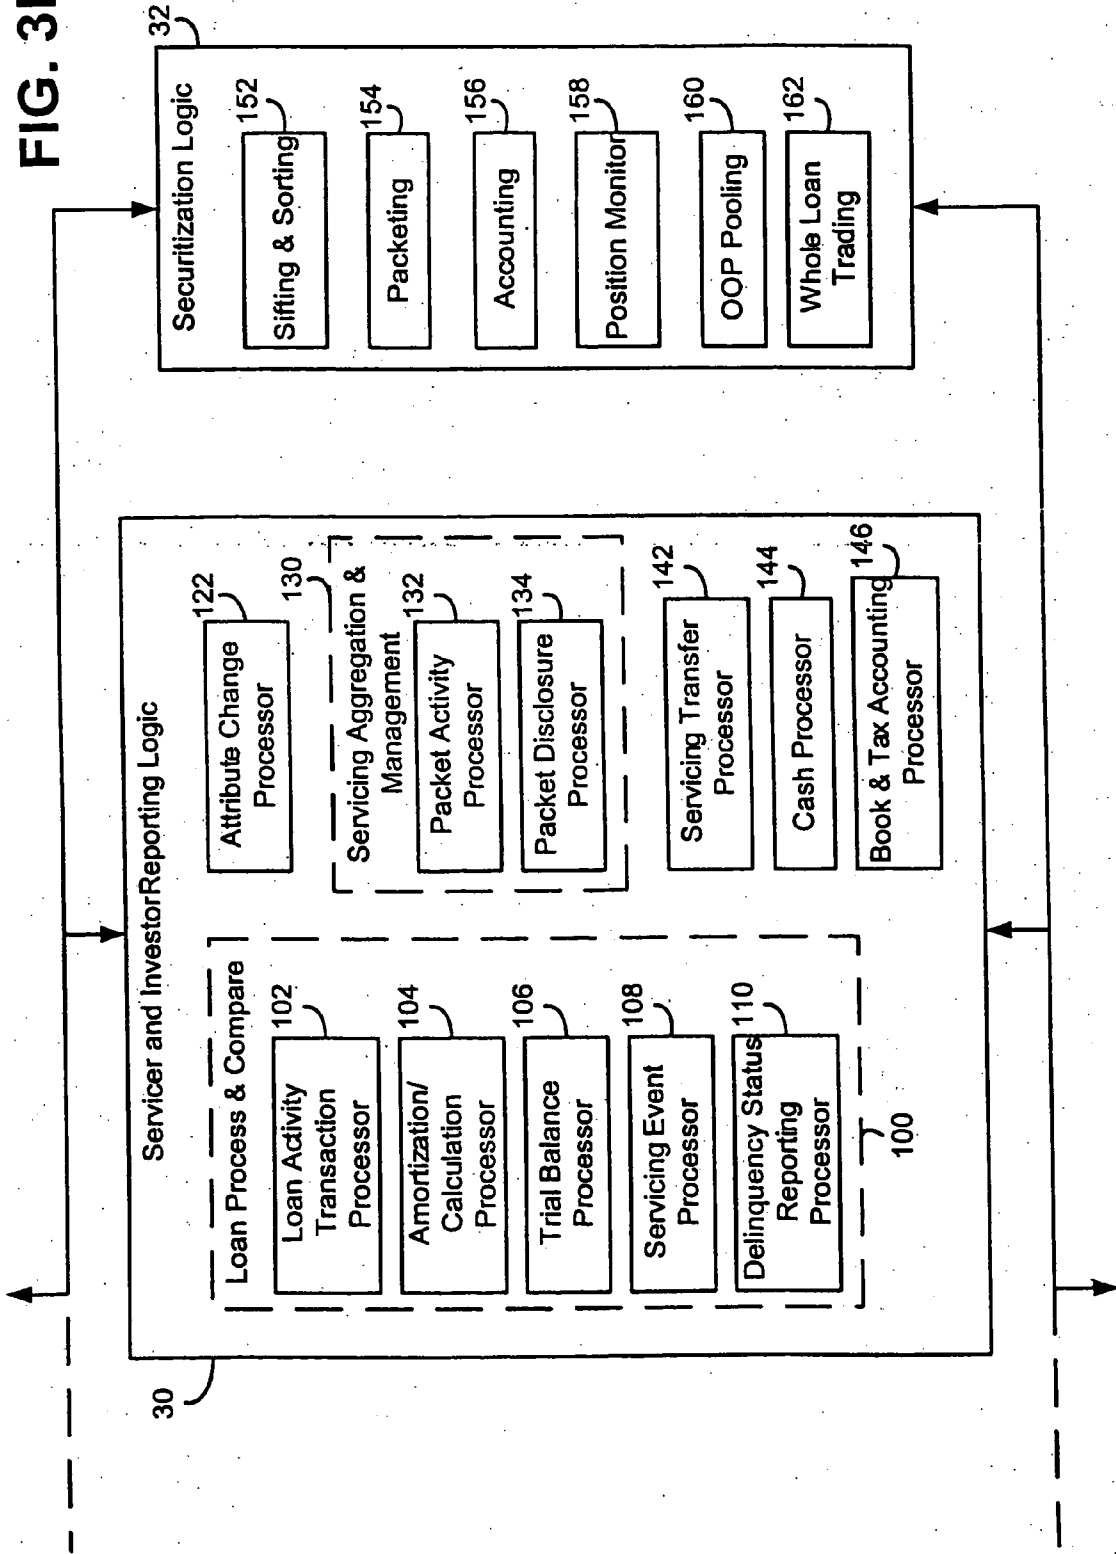 FIG. 3
30
Servicer and InvestorReporting Logic
Loan Process & Compare
Loan Activity
Transaction
Processor
102
Amortization/
Calculation
Processor
104
Trial Balance
Processor
106
Servicing Event
Processor
108
Delinquency Status
Reporting
Processor
110
100
Attribute Change
Processor
122
130
Servicing Aggregation &
Management
Packet Activity
Processor
132
Packet Disclosure
Processor
134
Servicing Transfer
Processor
142
Cash Processor
144
Book & Tax Accounting
Processor
146
32
Securitization Logic
Sifting & Sorting
152
Packeting
154
Accounting
156
Position Monitor
158
OOP Pooling
160
Whole Loan
Trading
162